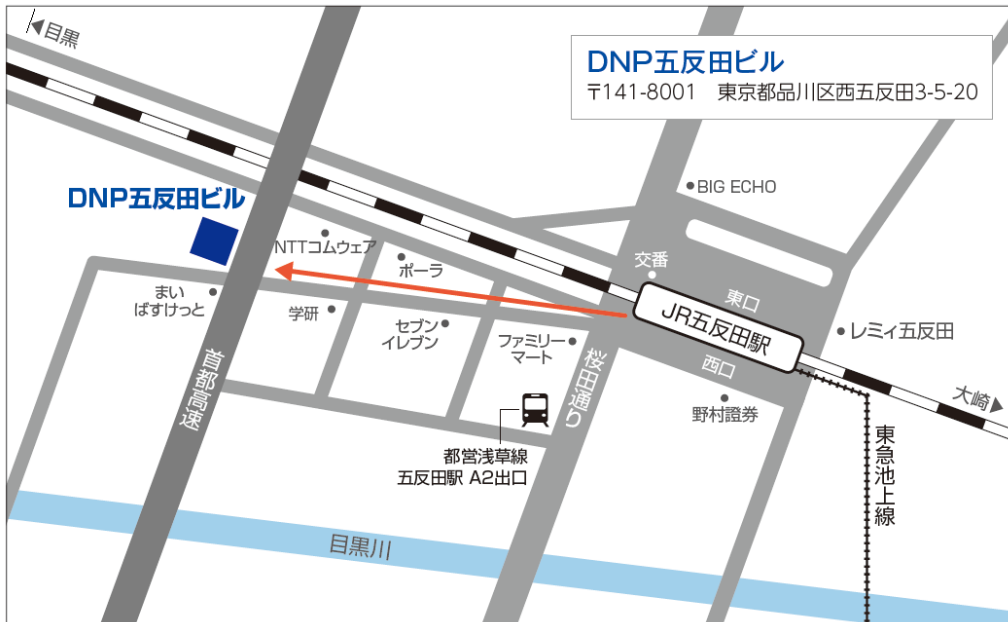 目黒
DNP五反田ビル
〒141-8001 東京都品川区西五反田3-5-20
BIG ECHO
DNP五反田ビル
NTTコムウェア
ポーラ
交番
東口
JR五反田駅
まい
ばすけっと
学研
セブン
イレブン
ファミリー
マート
レミィ五反田
西口
首都高速
桜田通り
野村證券
大崎
都営浅草線
五反田駅 A2出口
東急池上線
目黒川